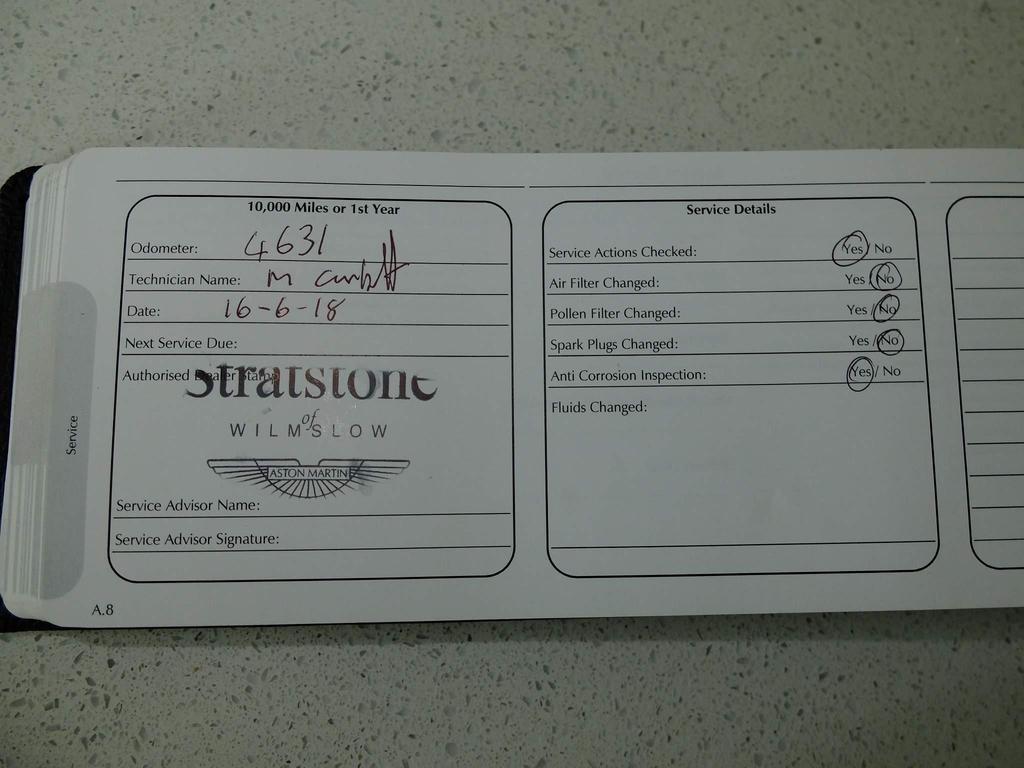 10,000 Miles or 1st Year
Odometer: 4631
Technician Name: M
Date: 16-6-18
Next Service Due:
Authorised Dealer Stamp
Stratstone
of
WILMSLOW
ASTON MARTIN
Service Advisor Name:
Service Advisor Signature:
Service Details
Service Actions Checked: Yes / No
Air Filter Changed: Yes / No
Pollen Filter Changed: Yes / No
Spark Plugs Changed: Yes / No
Anti Corrosion Inspection: Yes / No
Fluids Changed:
Service
A.8